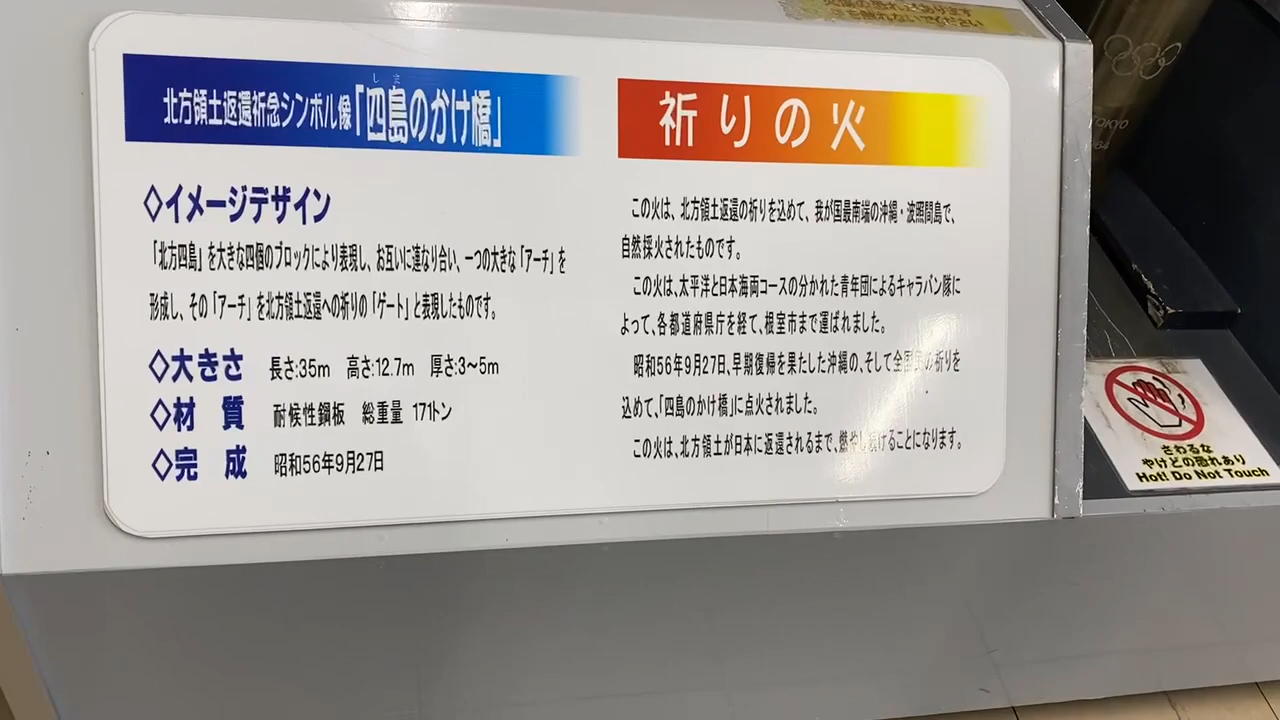 北方領土返還祈念シンボル像「四島のかけ橋」
しま
◇イメージデザイン
「北方四島」を大きな四個のブロックにより表現し、お互いに連なり合い、一つの大きな「アーチ」を
形成し、その「アーチ」を北方領土返還への祈りの「ゲート」と表現したものです。
◇大きさ 長さ:35m 高さ:12.7m 厚さ:3〜5m
◇材 質 耐候性鋼板 総重量 171トン
◇完 成 昭和56年9月27日
祈りの火
この火は、北方領土返還の祈りを込めて、我が国最南端の沖縄・波照間島で、
自然採火されたものです。
この火は、太平洋と日本海両コースの分かれた青年団によるキャラバン隊に
よって、各都道府県庁を経て、根室市まで運ばれました。
昭和56年9月27日、早期復帰を果たした沖縄の、そして全国民の祈りを
込めて、「四島のかけ橋」に点火されました。
この火は、北方領土が日本に返還されるまで、燃やし続けることになります。
さわるな
やけどの恐れあり
Hot! Do Not Touch
TOKYO